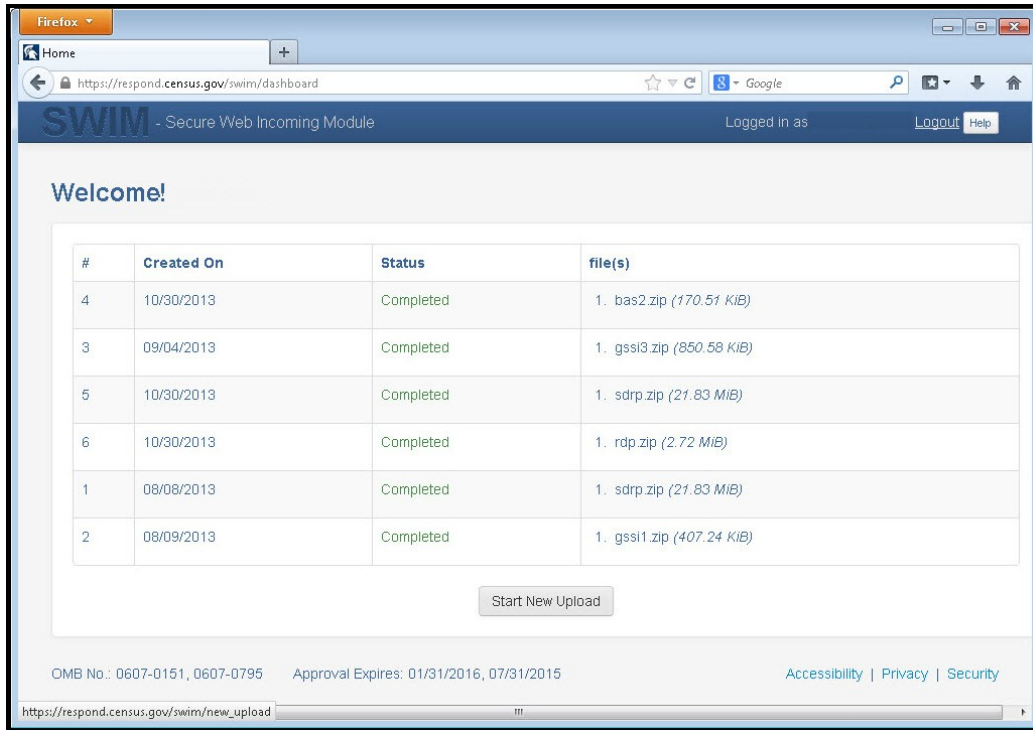 Firefox
Home
https://respond.census.gov/swim/dashboard
Google
SWIM - Secure Web Incoming Module
Logged in as
Logout
Help
Welcome!
# Created On Status file(s)
4 10/30/2013 Completed 1. bas2.zip (170.51 KiB)
3 09/04/2013 Completed 1. gssi3.zip (850.58 KiB)
5 10/30/2013 Completed 1. sdrp.zip (21.83 MiB)
6 10/30/2013 Completed 1. rdp.zip (2.72 MiB)
1 08/08/2013 Completed 1. sdrp.zip (21.83 MiB)
2 08/09/2013 Completed 1. gssi1.zip (407.24 KiB)
Start New Upload
OMB No.: 0607-0151, 0607-0795 Approval Expires: 01/31/2016, 07/31/2015
Accessibility | Privacy | Security
https://respond.census.gov/swim/new_upload